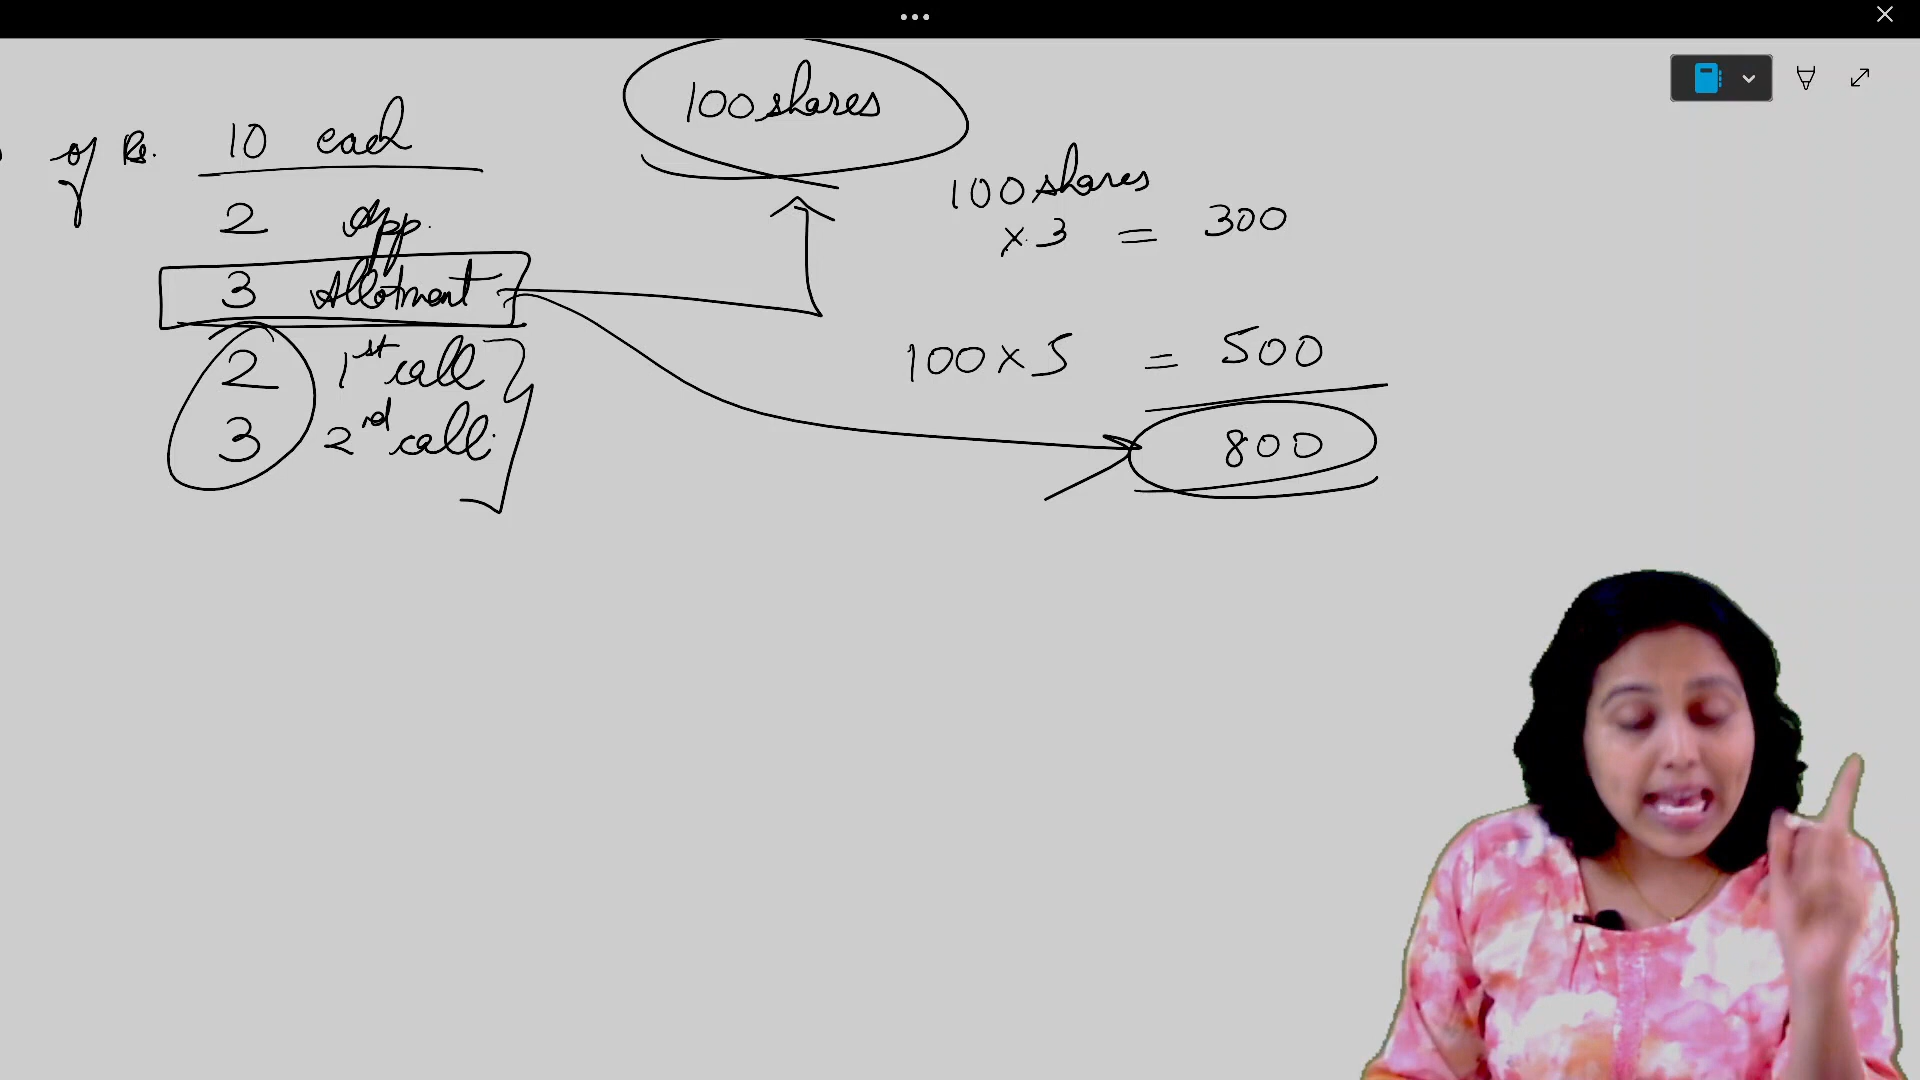 of Rs. 10 each
2 App.
3 Allotment
2 1st call
3 2nd call.
100 shares
100 shares
x 3 = 300
100 x 5 = 500
800